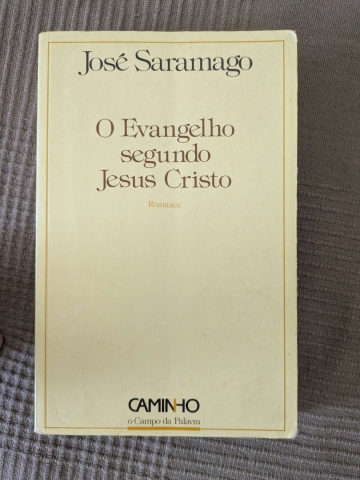 José Saramago
O Evangelho
segundo
Jesus Cristo
Romance
CAMINHO
o Campo da Palavra